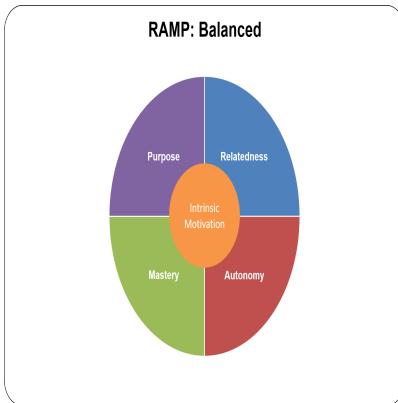 RAMP: Balanced
Purpose
Relatedness
Intrinsic
Motivation
Mastery
Autonomy